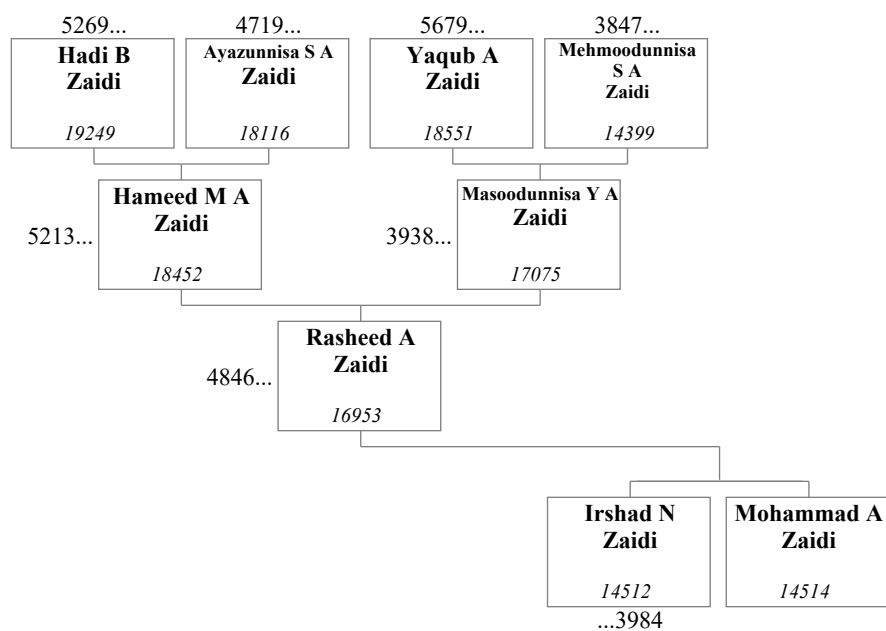 5269...
4719...
5679...
3847...
Hadi B
Zaidi
19249
Ayazunnisa S A
Zaidi
18116
Yaqub A
Zaidi
18551
Mehmoodunnisa
S A
Zaidi
14399
5213...
Hameed M A
Zaidi
18452
3938...
Masoodunnisa Y A
Zaidi
17075
4846...
Rasheed A
Zaidi
16953
Irshad N
Zaidi
14512
...3984
Mohammad A
Zaidi
14514